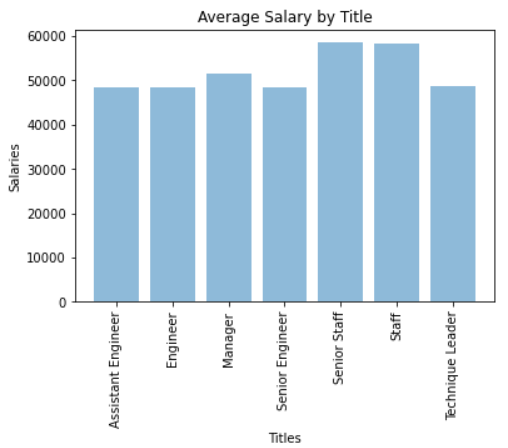 Average Salary by Title
60000
50000
40000
30000
20000
10000
0
Salaries
Assistant Engineer
Engineer
Manager
Senior Engineer
Senior Staff
Staff
Technique Leader
Titles